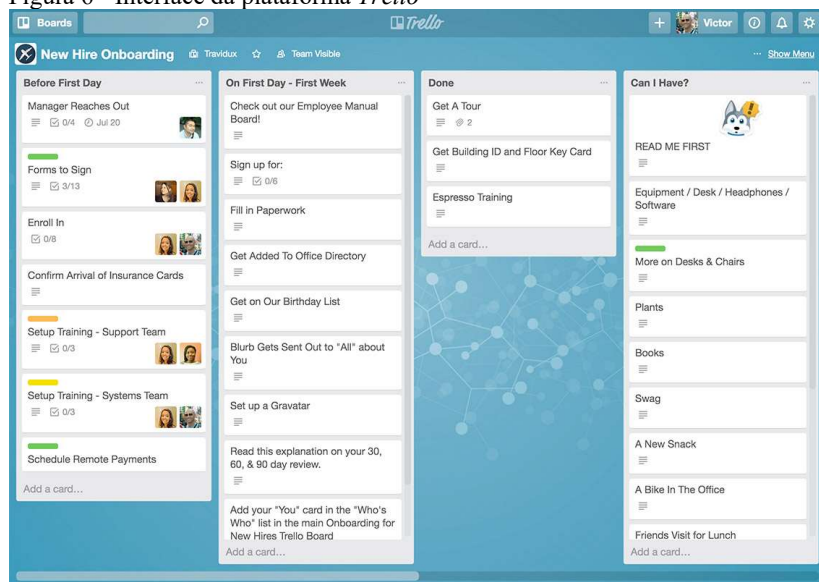 Figura 6 - Interface da plataforma Trello
Boards
Trello
Victor
New Hire Onboarding
Travidux
Team Visible
... Show Menu
Before First Day ...
Manager Reaches Out
0/4 Jul 20
Forms to Sign
3/13
Enroll In
0/8
Confirm Arrival of Insurance Cards
Setup Training - Support Team
0/3
Setup Training - Systems Team
0/3
Schedule Remote Payments
Add a card...
On First Day - First Week ...
Check out our Employee Manual
Board!
Sign up for:
0/6
Fill in Paperwork
Get Added To Office Directory
Get on Our Birthday List
Blurb Gets Sent Out to "All" about
You
Set up a Gravatar
Read this explanation on your 30,
60, & 90 day review.
Add your "You" card in the "Who's
Who" list in the main Onboarding for
New Hires Trello Board
Add a card...
Done ...
Get A Tour
2
Get Building ID and Floor Key Card
Espresso Training
Add a card...
Can I Have? ...
READ ME FIRST
Equipment / Desk / Headphones /
Software
More on Desks & Chairs
Plants
Books
Swag
A New Snack
A Bike In The Office
Friends Visit for Lunch
Add a card...